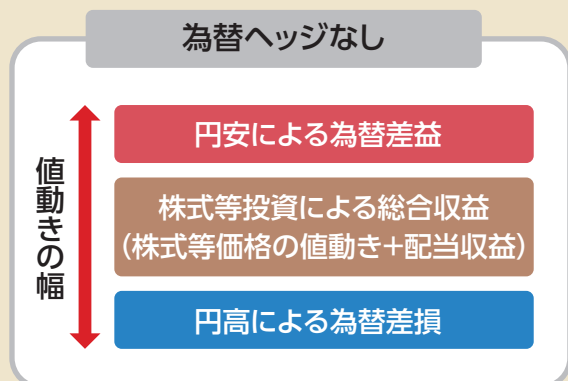 為替ヘッジなし
値動きの幅
円安による為替差益
株式等投資による総合収益
(株式等価格の値動き+配当収益)
円高による為替差損